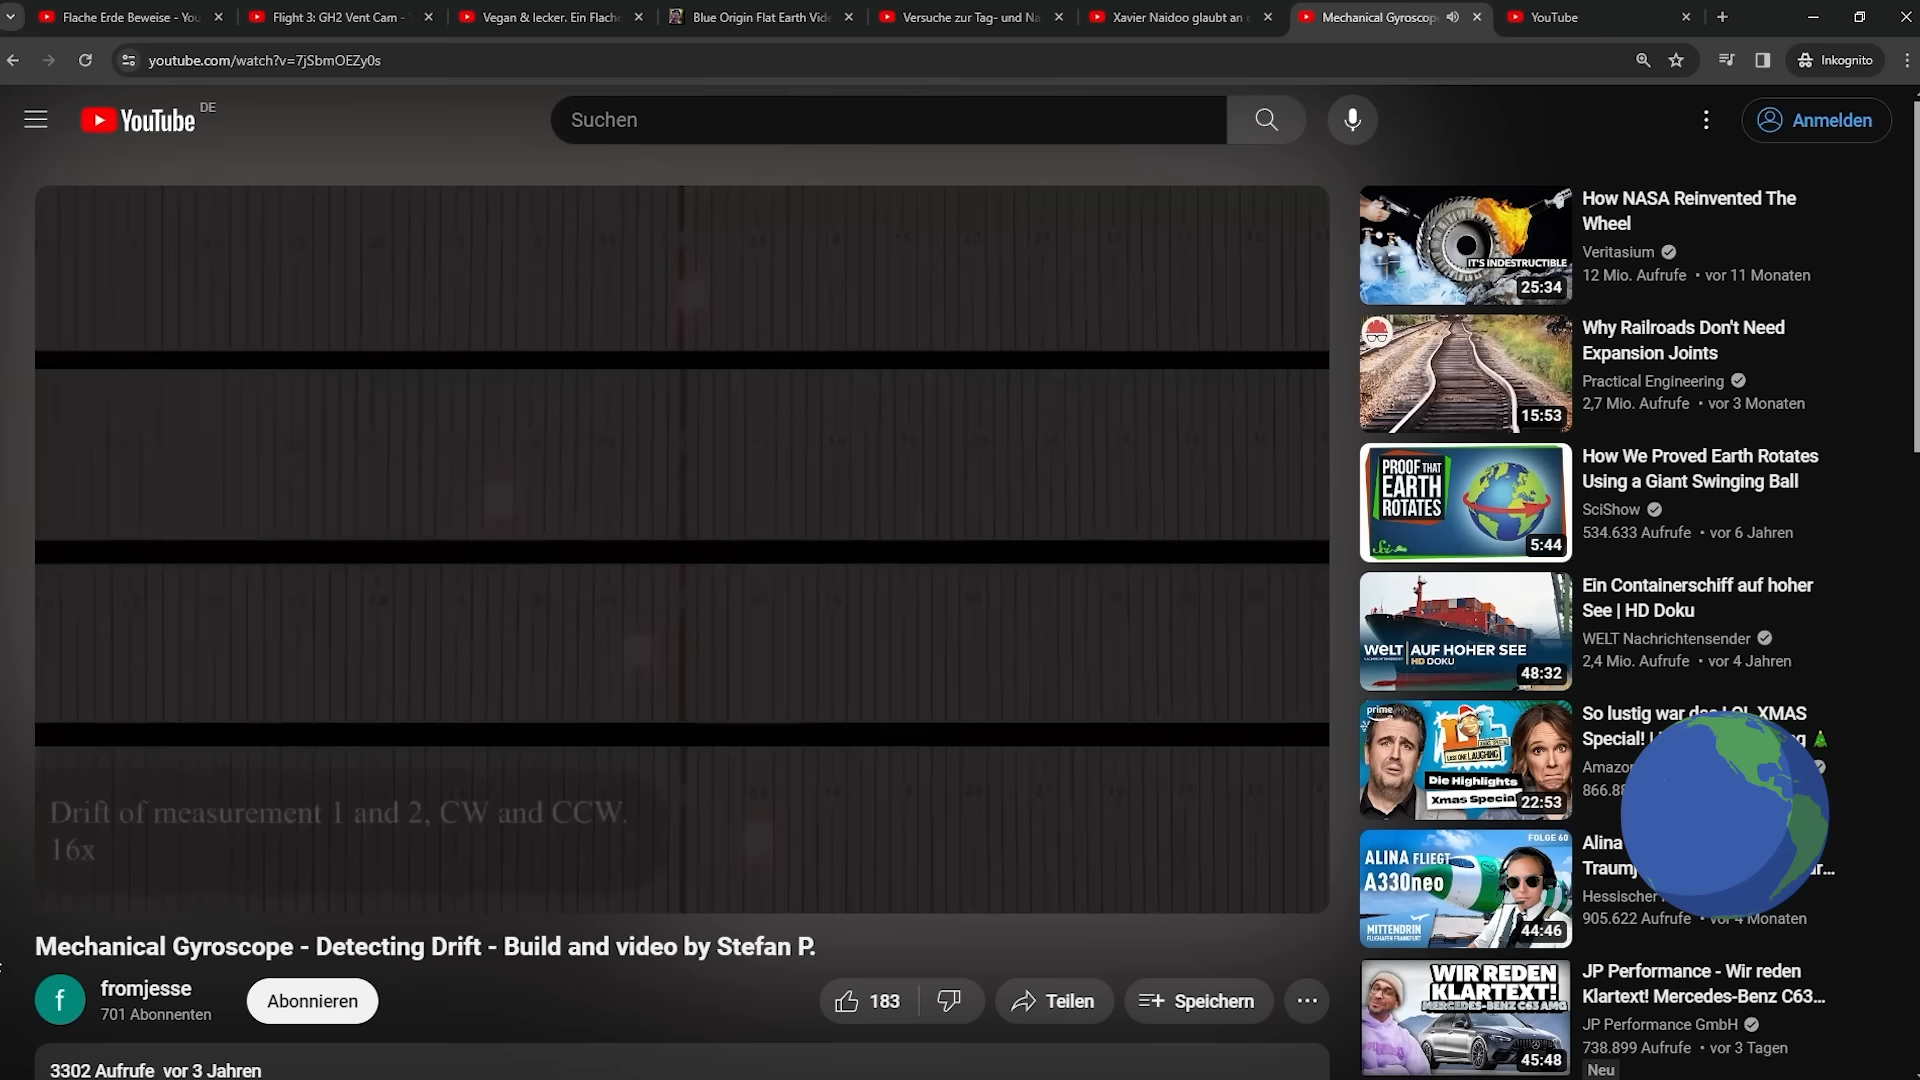 Flache Erde Beweise - You
Flight 3: GH2 Vent Cam -
Vegan & lecker. Ein Flache
Blue Origin Flat Earth Vide
Versuche zur Tag- und Na
Xavier Naidoo glaubt an
Mechanical Gyroscop
YouTube
youtube.com/watch?v=7jSbmOEZy0s
Inkognito
YouTube DE
Suchen
Anmelden
Drift of measurement 1 and 2, CW and CCW.
16x
Mechanical Gyroscope - Detecting Drift - Build and video by Stefan P.
f
fromjesse
701 Abonnenten
Abonnieren
183
Teilen
Speichern
3302 Aufrufe vor 3 Jahren
IT'S INDESTRUCTIBLE
25:34
How NASA Reinvented The
Wheel
Veritasium
12 Mio. Aufrufe • vor 11 Monaten
15:53
Why Railroads Don't Need
Expansion Joints
Practical Engineering
2,7 Mio. Aufrufe • vor 3 Monaten
PROOF THAT
EARTH
ROTATES
Sci
5:44
How We Proved Earth Rotates
Using a Giant Swinging Ball
SciShow
534.633 Aufrufe • vor 6 Jahren
WELT AUF HOHER SEE
HD DOKU
48:32
Ein Containerschiff auf hoher
See | HD Doku
WELT Nachrichtensender
2,4 Mio. Aufrufe • vor 4 Jahren
prime
LOL
LAST ONE LAUGHING
Die Highlights
Xmas Special
22:53
So lustig war das LOL XMAS
Special!
Amazon
FOLGE 60
ALINA FLIEGT
A330neo
MITTENDRIN
FLUGHAFEN FRANKFURT
44:46
Alina
Hessischer
905.622 Aufrufe • vor 4 Monaten
WIR REDEN
KLARTEXT!
MERCEDES-BENZ C63 AMG
45:48
JP Performance - Wir reden
Klartext! Mercedes-Benz C63...
JP Performance GmbH
738.899 Aufrufe • vor 3 Tagen
Neu